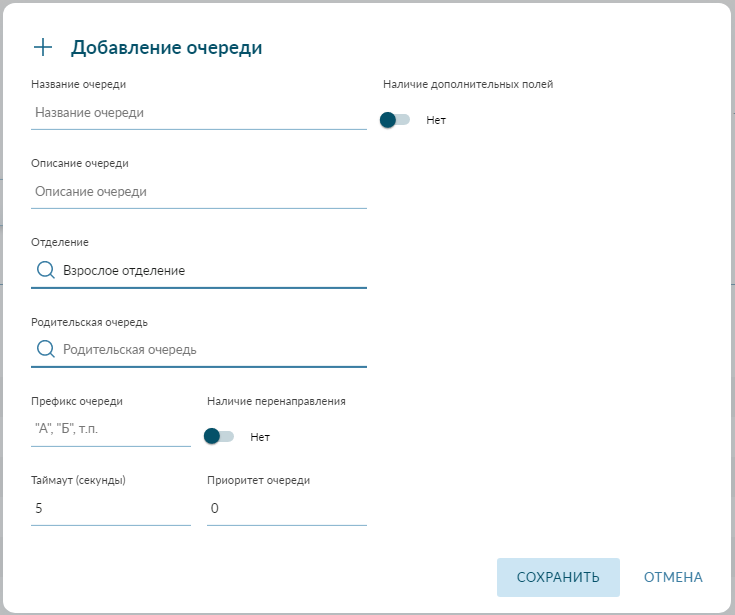 Добавление очереди
Название очереди
Название очереди
Наличие дополнительных полей
Нет
Описание очереди
Описание очереди
Отделение
Взрослое отделение
Родительская очередь
Родительская очередь
Префикс очереди
"А", "Б", т.п.
Наличие перенаправления
Нет
Таймаут (секунды)
5
Приоритет очереди
0
СОХРАНИТЬ
ОТМЕНА